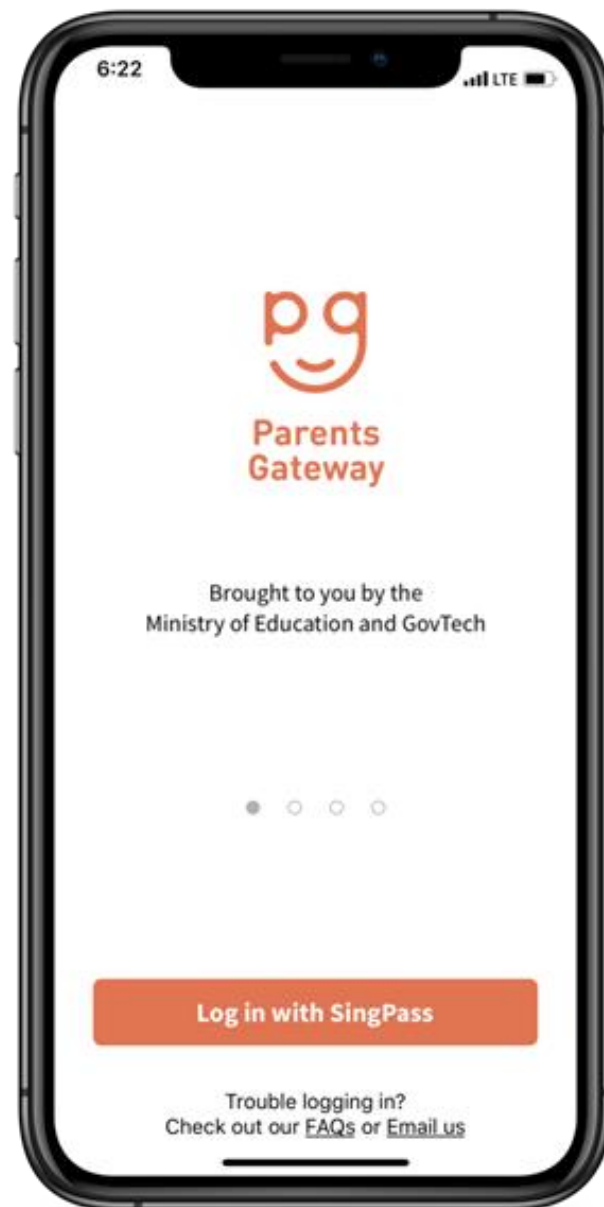 6:22
LTE
Parents
Gateway
Brought to you by the
Ministry of Education and GovTech
Log in with SingPass
Trouble logging in?
Check out our FAQs or Email us